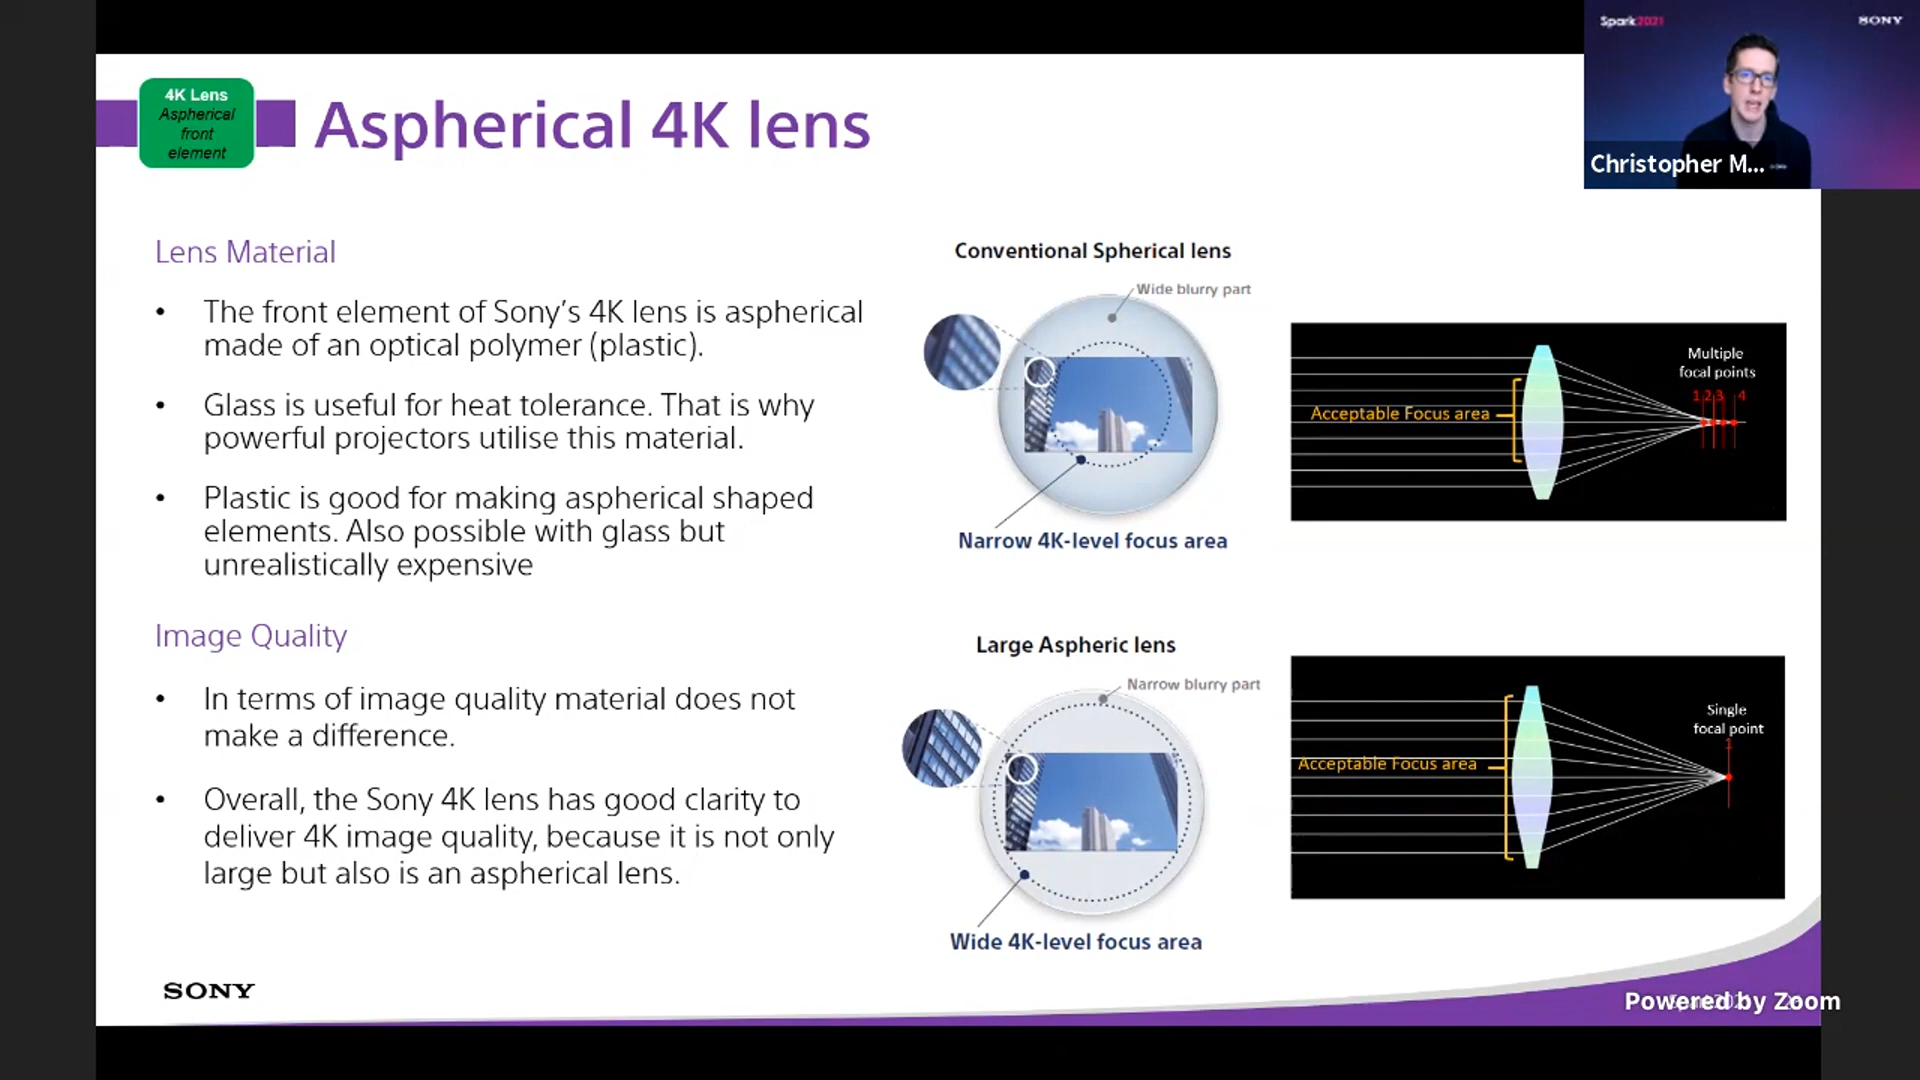 Spark2021
SONY
Christopher M...
4K Lens
Aspherical
front
element
Aspherical 4K lens
Lens Material
• The front element of Sony's 4K lens is aspherical
made of an optical polymer (plastic).
• Glass is useful for heat tolerance. That is why
powerful projectors utilise this material.
• Plastic is good for making aspherical shaped
elements. Also possible with glass but
unrealistically expensive
Image Quality
• In terms of image quality material does not
make a difference.
• Overall, the Sony 4K lens has good clarity to
deliver 4K image quality, because it is not only
large but also is an aspherical lens.
Conventional Spherical lens
Wide blurry part
Narrow 4K-level focus area
Multiple
focal points
1 2 3 4
Acceptable Focus area
Large Aspheric lens
Narrow blurry part
Wide 4K-level focus area
Single
focal point
1
Acceptable Focus area
SONY
Powered by Zoom